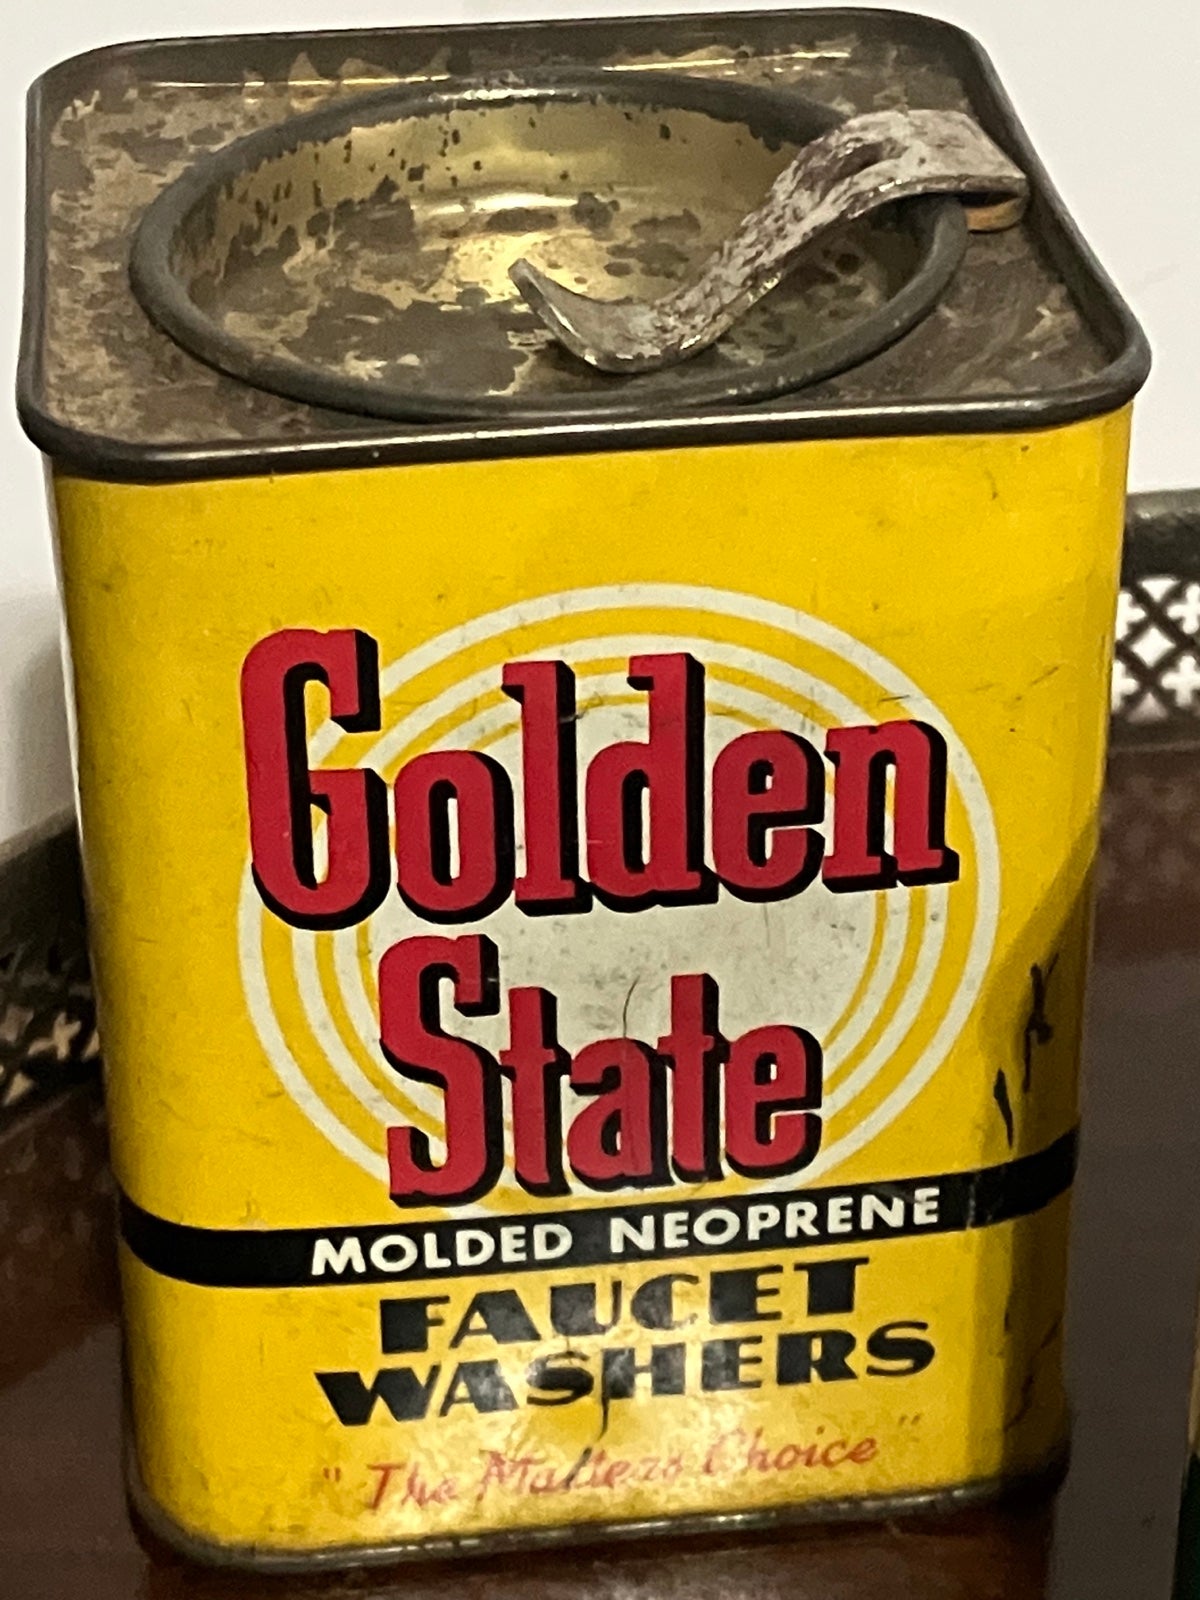 Golden
State
MOLDED NEOPRENE
FAUCET
WASHERS
"The Masters Choice"